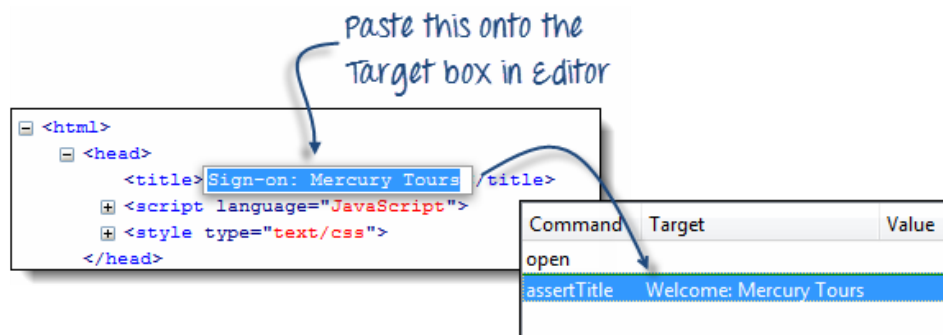 Paste this onto the
Target box in Editor
<html>
<head>
<title>Sign-on: Mercury Tours /title>
<script language="JavaScript">
<style type="text/css">
</head>
Command Target Value
open
assertTitle Welcome: Mercury Tours